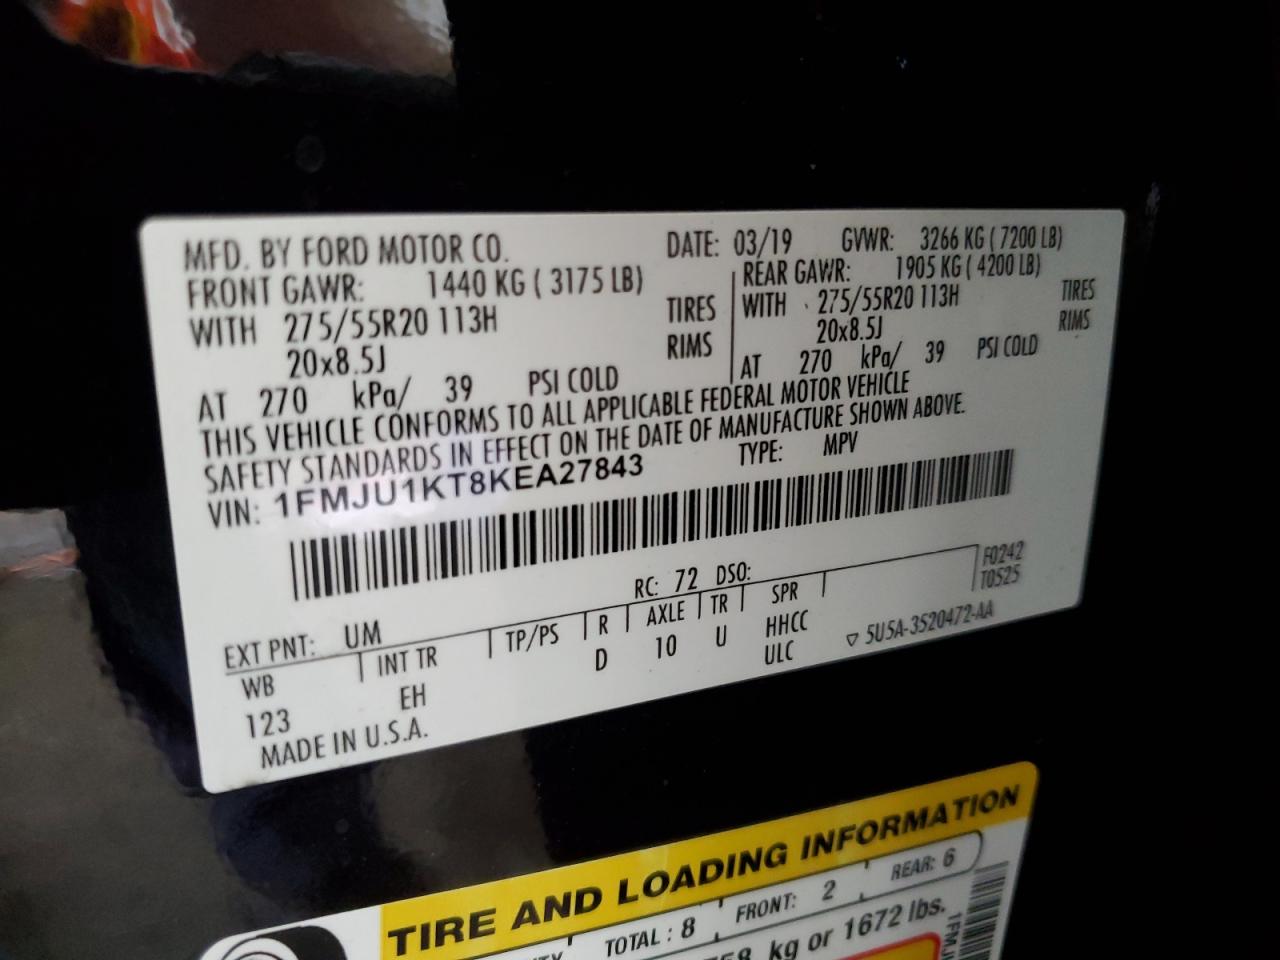 MFD. BY FORD MOTOR CO. DATE: 03/19 GVWR: 3266 KG ( 7200 LB)
FRONT GAWR: 1440 KG ( 3175 LB) REAR GAWR: 1905 KG ( 4200 LB)
WITH 275/55R20 113H TIRES WITH 275/55R20 113H TIRES
20x8.5J RIMS 20x8.5J RIMS
AT 270 kPa/ 39 PSI COLD AT 270 kPa/ 39 PSI COLD
THIS VEHICLE CONFORMS TO ALL APPLICABLE FEDERAL MOTOR VEHICLE
SAFETY STANDARDS IN EFFECT ON THE DATE OF MANUFACTURE SHOWN ABOVE.
VIN: 1FMJU1KT8KEA27843 TYPE: MPV
F0242
T0525
RC: 72 DSO:
EXT PNT: UM
WB INT TR TP/PS R AXLE TR SPR
123 EH D 10 U HHCC
ULC
5U5A-3520472-AA
MADE IN U.S.A.
TIRE AND LOADING INFORMATION
TOTAL : 8 FRONT: 2 REAR: 6
kg or 1672 lbs.